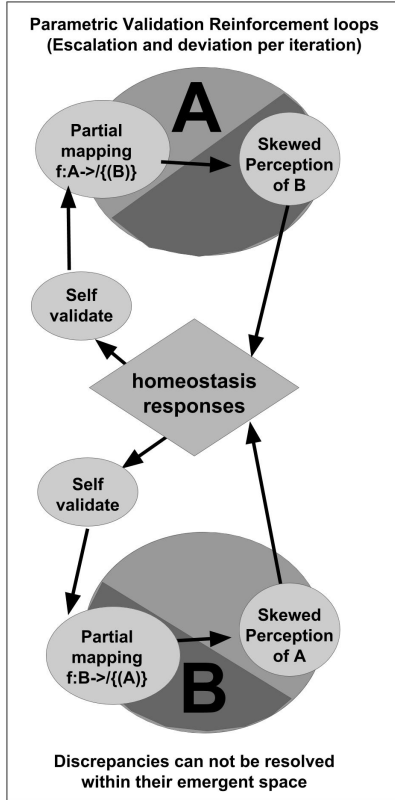 Parametric Validation Reinforcement loops
(Escalation and deviation per iteration)
A
Partial
mapping
f:A->/{(B)}
Skewed
Perception
of B
Self
validate
homeostasis
responses
Self
validate
Partial
mapping
f:B->/{(A)}
Skewed
Perception
of A
B
Discrepancies can not be resolved
within their emergent space